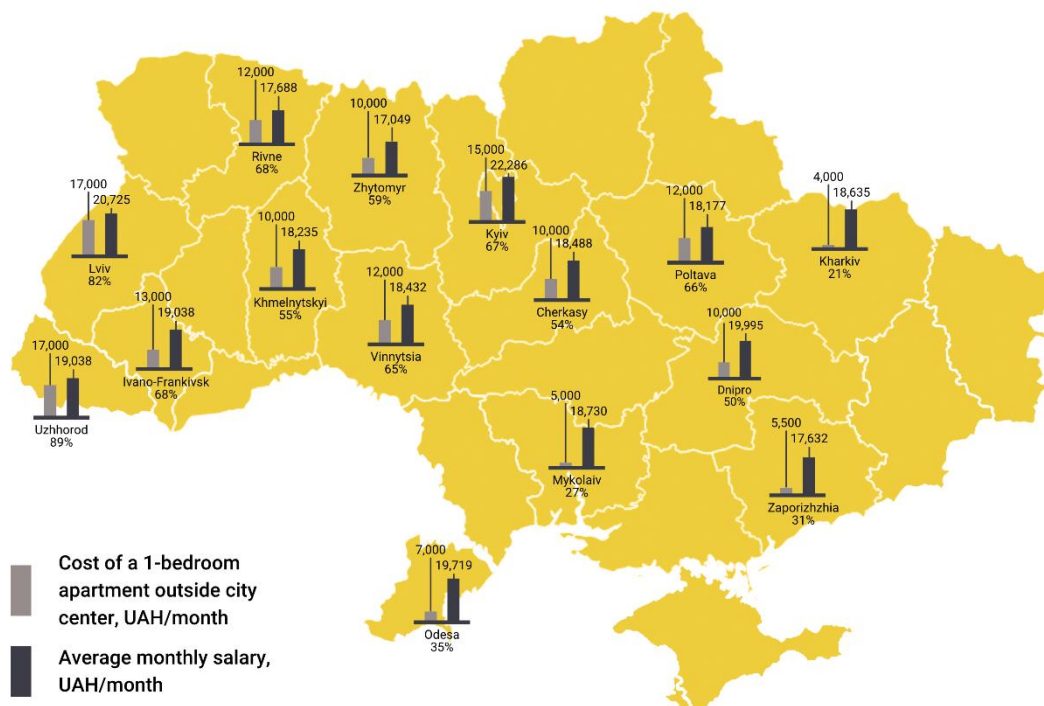 12,000
17,688
Rivne
68%
10,000
17,049
Zhytomyr
59%
15,000
22,286
Kyiv
67%
17,000
20,725
Lviv
82%
10,000
18,235
Khmelnytskyi
55%
12,000
18,432
Vinnytsia
65%
10,000
18,488
Cherkasy
54%
12,000
18,177
Poltava
66%
4,000
18,635
Kharkiv
21%
13,000
19,038
Ivano-Frankivsk
68%
17,000
19,038
Uzhhorod
89%
10,000
19,995
Dnipro
50%
5,000
18,730
Mykolaiv
27%
5,500
17,632
Zaporizhzhia
31%
7,000
19,719
Odesa
35%
Cost of a 1-bedroom
apartment outside city
center, UAH/month
Average monthly salary,
UAH/month